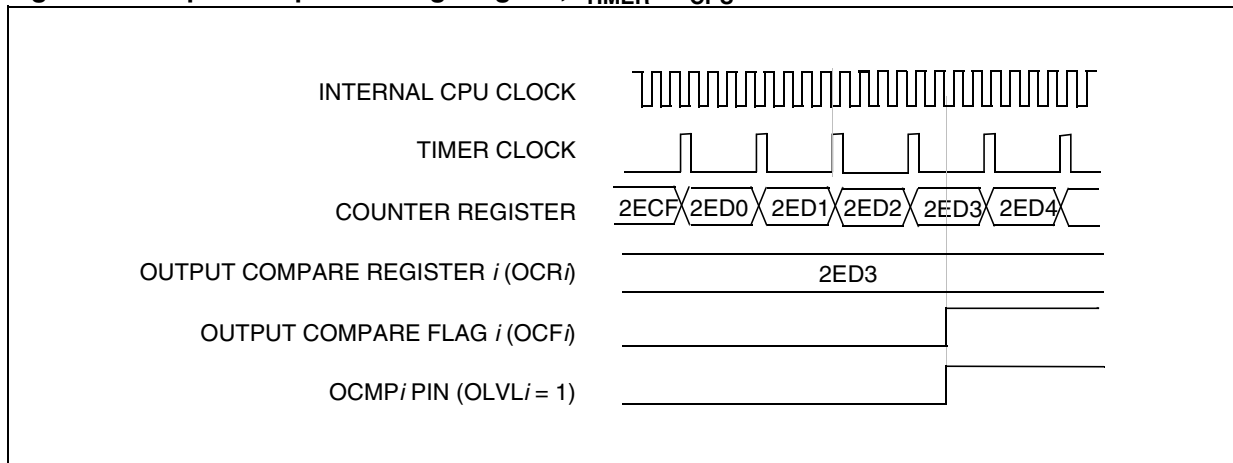 TIMER
INTERNAL CPU CLOCK
TIMER CLOCK
COUNTER REGISTER 2ECF 2ED0 2ED1 2ED2 2ED3 2ED4
OUTPUT COMPARE REGISTER i (OCRi) 2ED3
OUTPUT COMPARE FLAG i (OCFi)
OCMPi PIN (OLVLi = 1)